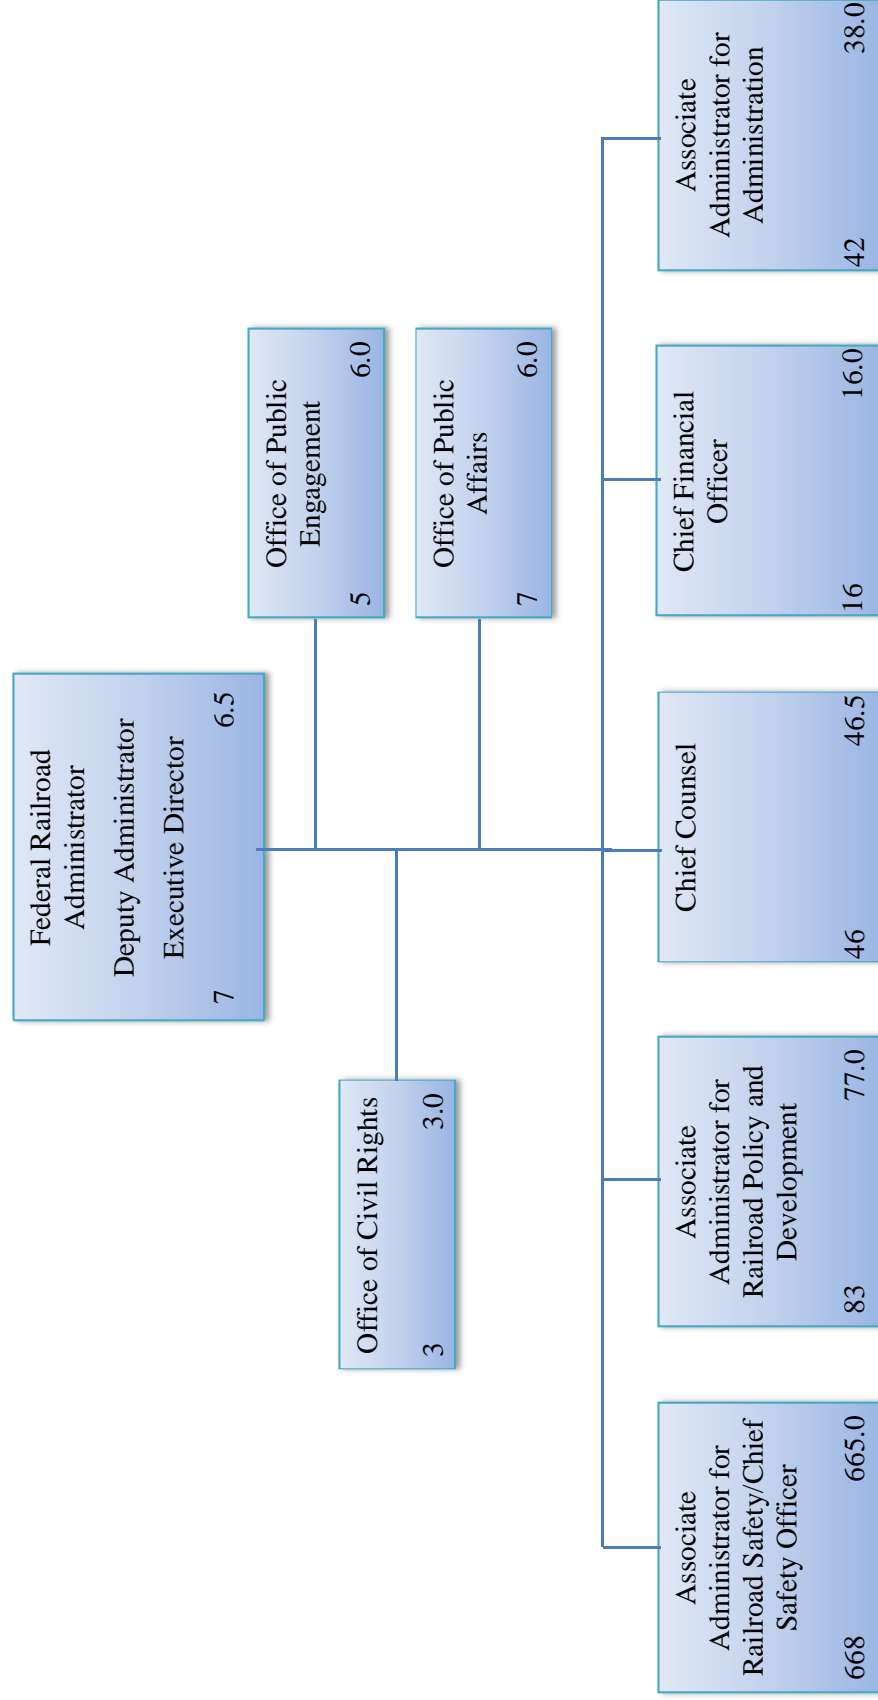 Federal Railroad
Administrator
Deputy Administrator
Executive Director
7 6.5
Office of Public
Engagement
5 6.0
Office of Civil Rights
3 3.0
Office of Public
Affairs
7 6.0
Associate
Administrator for
Railroad Safety/Chief
Safety Officer
668 665.0
Associate
Administrator for
Railroad Policy and
Development
83 77.0
Chief Counsel
46 46.5
Chief Financial
Officer
16 16.0
Associate
Administrator for
Administration
42 38.0